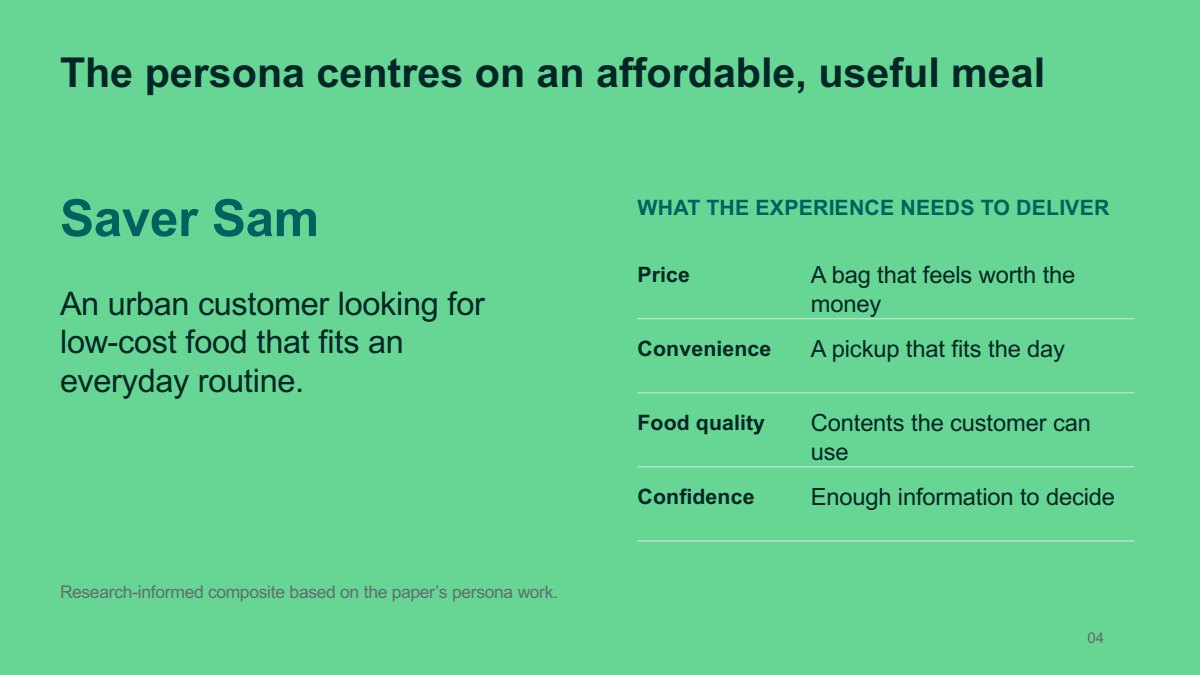 The persona centres on an affordable, useful meal
Saver Sam
An urban customer looking for
low-cost food that fits an
everyday routine.
WHAT THE EXPERIENCE NEEDS TO DELIVER
Price
A bag that feels worth the
money
Convenience
A pickup that fits the day
Food quality
Contents the customer can
use
Confidence
Enough information to decide
Research-informed composite based on the paper’s persona work.
04